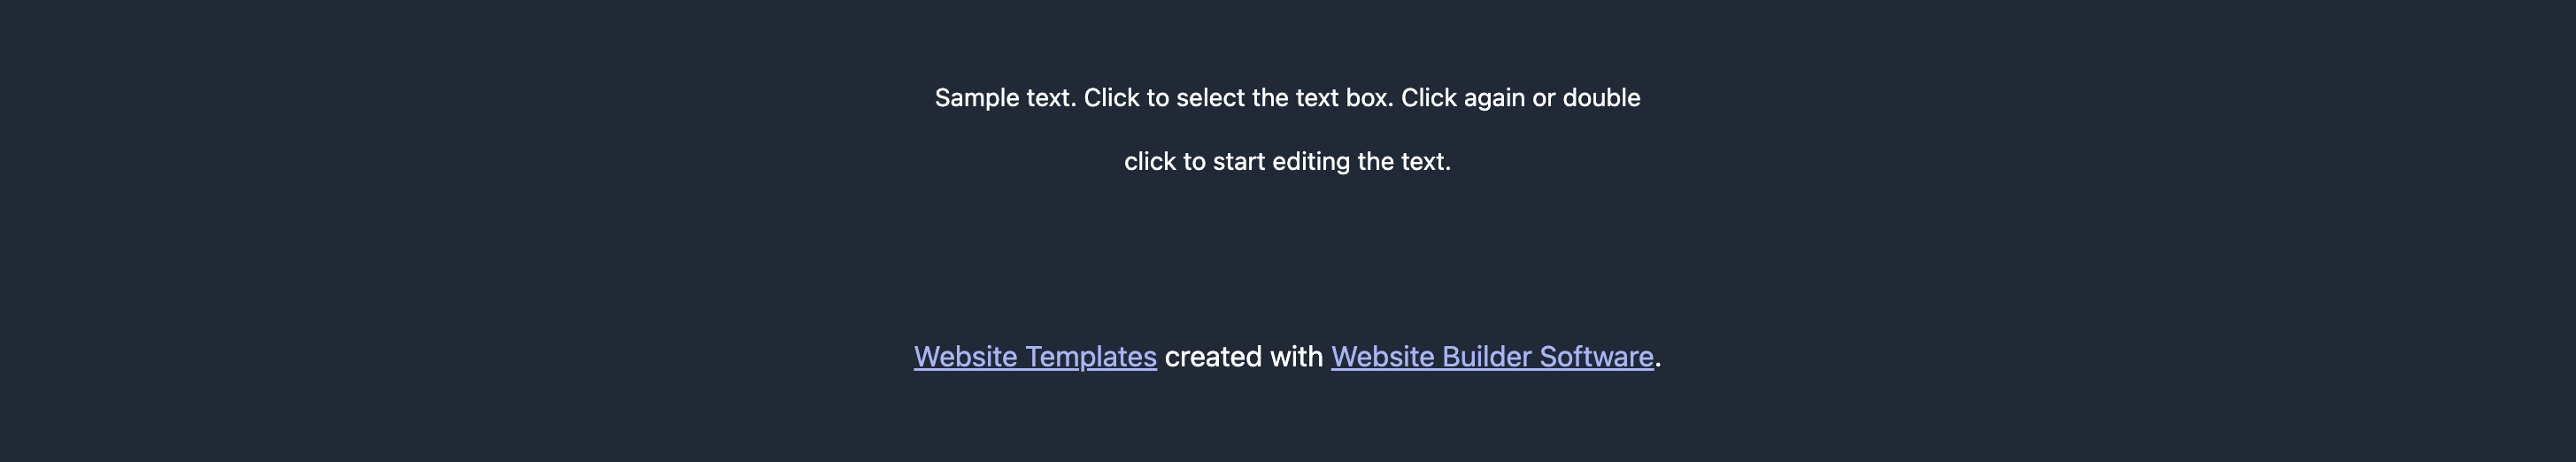 Sample text. Click to select the text box. Click again or double
click to start editing the text.
Website Templates created with Website Builder Software.